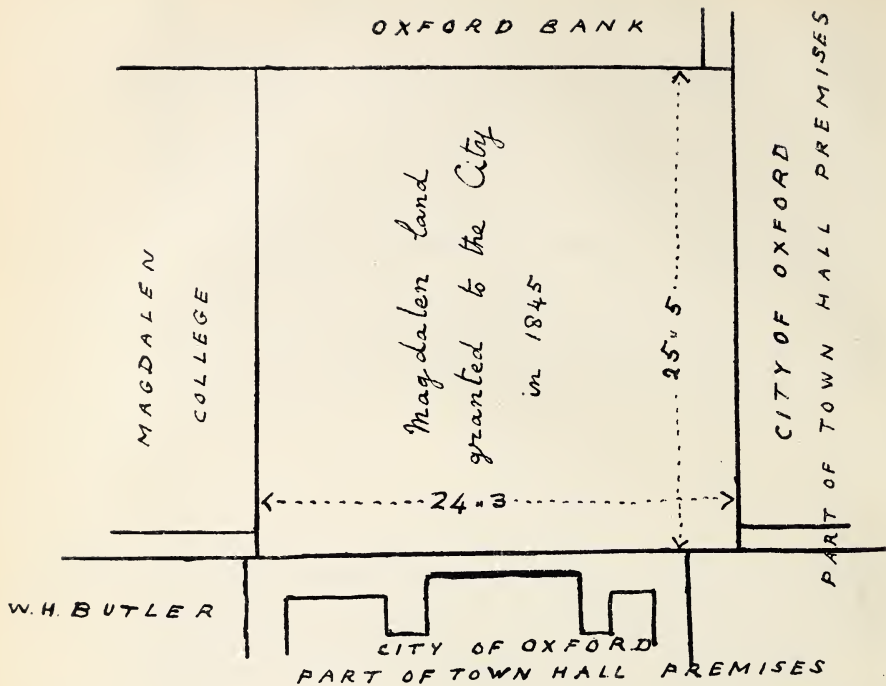 OXFORD BANK
MAGDALEN
COLLEGE
Magdalen land
granted to the City
in 1845
25" 5
24 " 3
CITY OF OXFORD
PART OF TOWN HALL PREMISES
W. H. BUTLER
CITY OF OXFORD
PART OF TOWN HALL PREMISES